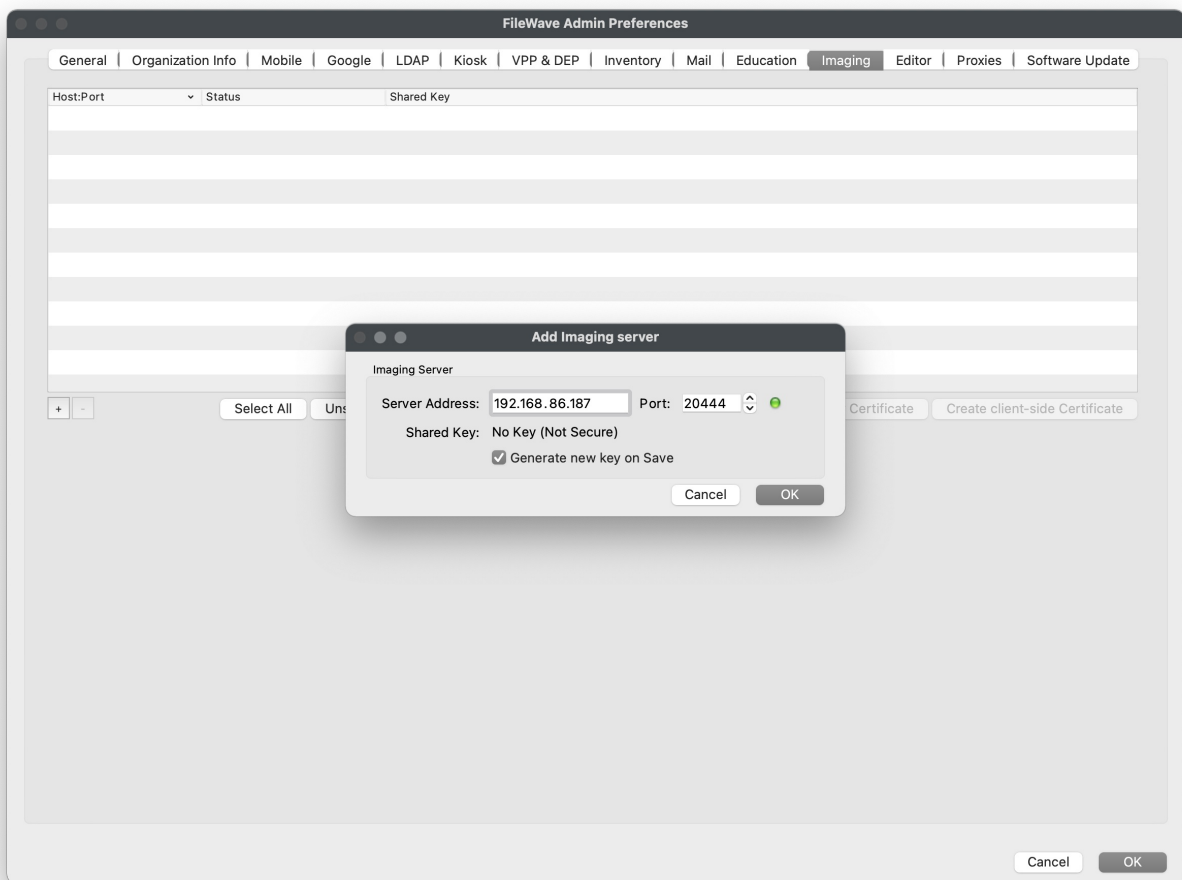 FileWave Admin Preferences
General Organization Info Mobile Google LDAP Kiosk VPP & DEP Inventory Mail Education Imaging Editor Proxies Software Update
Host:Port Status Shared Key
Add Imaging server
Imaging Server
Server Address: 192.168.86.187 Port: 20444
Shared Key: No Key (Not Secure)
Generate new key on Save
Cancel OK
+ - Select All Uns Certificate Create client-side Certificate
Cancel OK